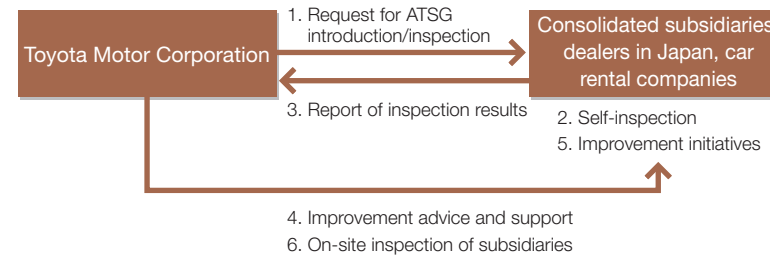 Toyota Motor Corporation
1. Request for ATSG
introduction/inspection
Consolidated subsidiaries
dealers in Japan, car
rental companies
3. Report of inspection results
2. Self-inspection
5. Improvement initiatives
4. Improvement advice and support
6. On-site inspection of subsidiaries